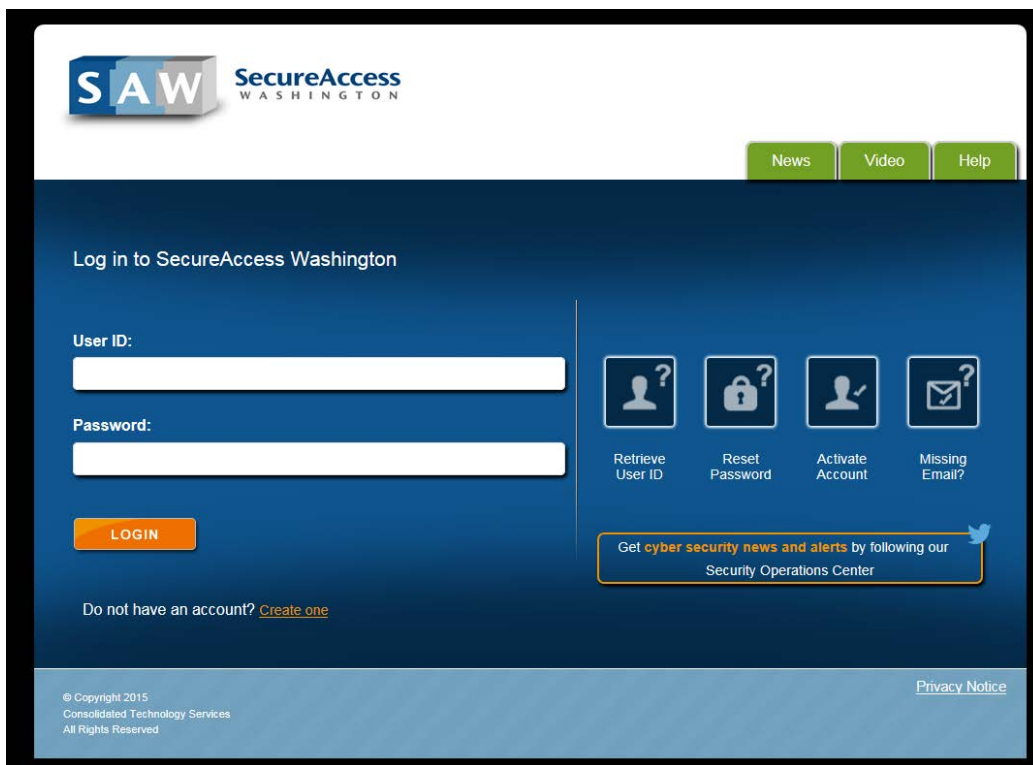 SAW
SecureAccess
WASHINGTON
News
Video
Help
Log in to SecureAccess Washington
User ID:
Password:
LOGIN
Do not have an account? Create one
?
?
?
Retrieve
User ID
Reset
Password
Activate
Account
Missing
Email?
Get cyber security news and alerts by following our
Security Operations Center
© Copyright 2015
Consolidated Technology Services
All Rights Reserved
Privacy Notice